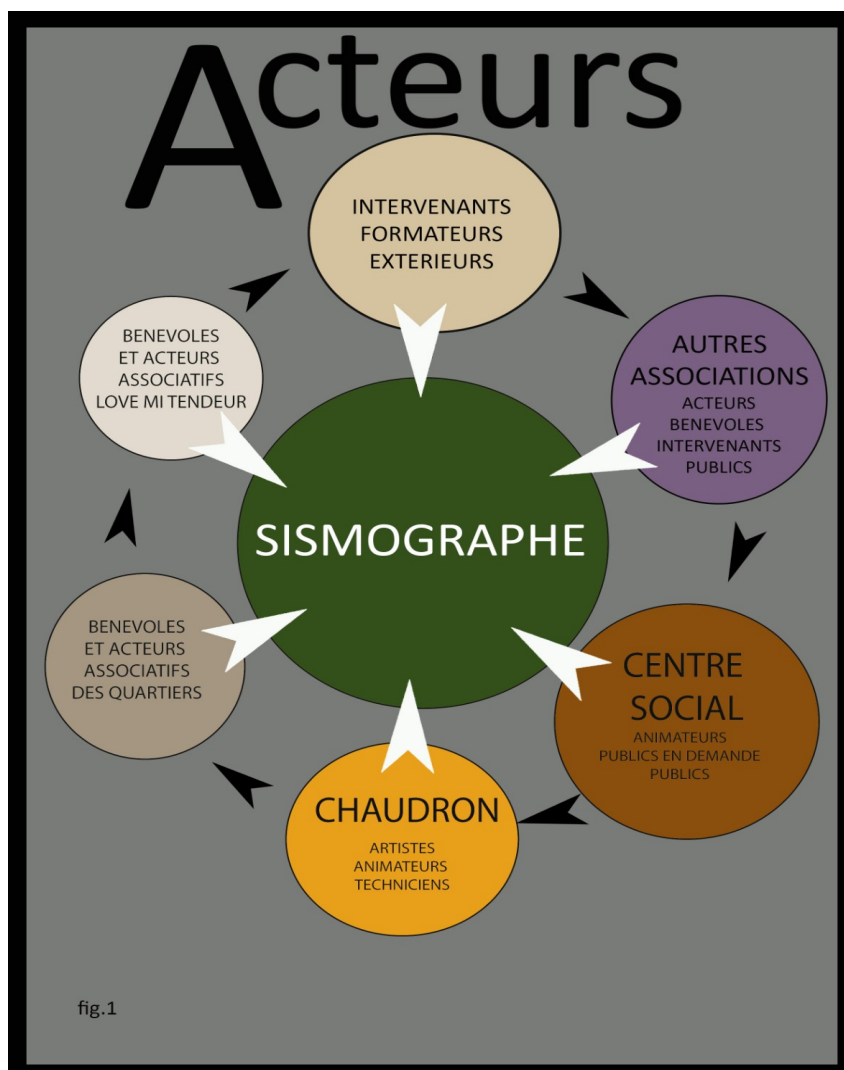 Acteurs
INTERVENANTS
FORMATEURS
EXTERIEURS
BENEVOLES
ET ACTEURS
ASSOCIATIFS
LOVE MI TENDEUR
AUTRES
ASSOCIATIONS
ACTEURS
BENEVOLES
INTERVENANTS
PUBLICS
SISMOGRAPHE
BENEVOLES
ET ACTEURS
ASSOCIATIFS
DES QUARTIERS
CENTRE
SOCIAL
ANIMATEURS
PUBLICS EN DEMANDE
PUBLICS
CHAUDRON
ARTISTES
ANIMATEURS
TECHNICIENS
fig.1